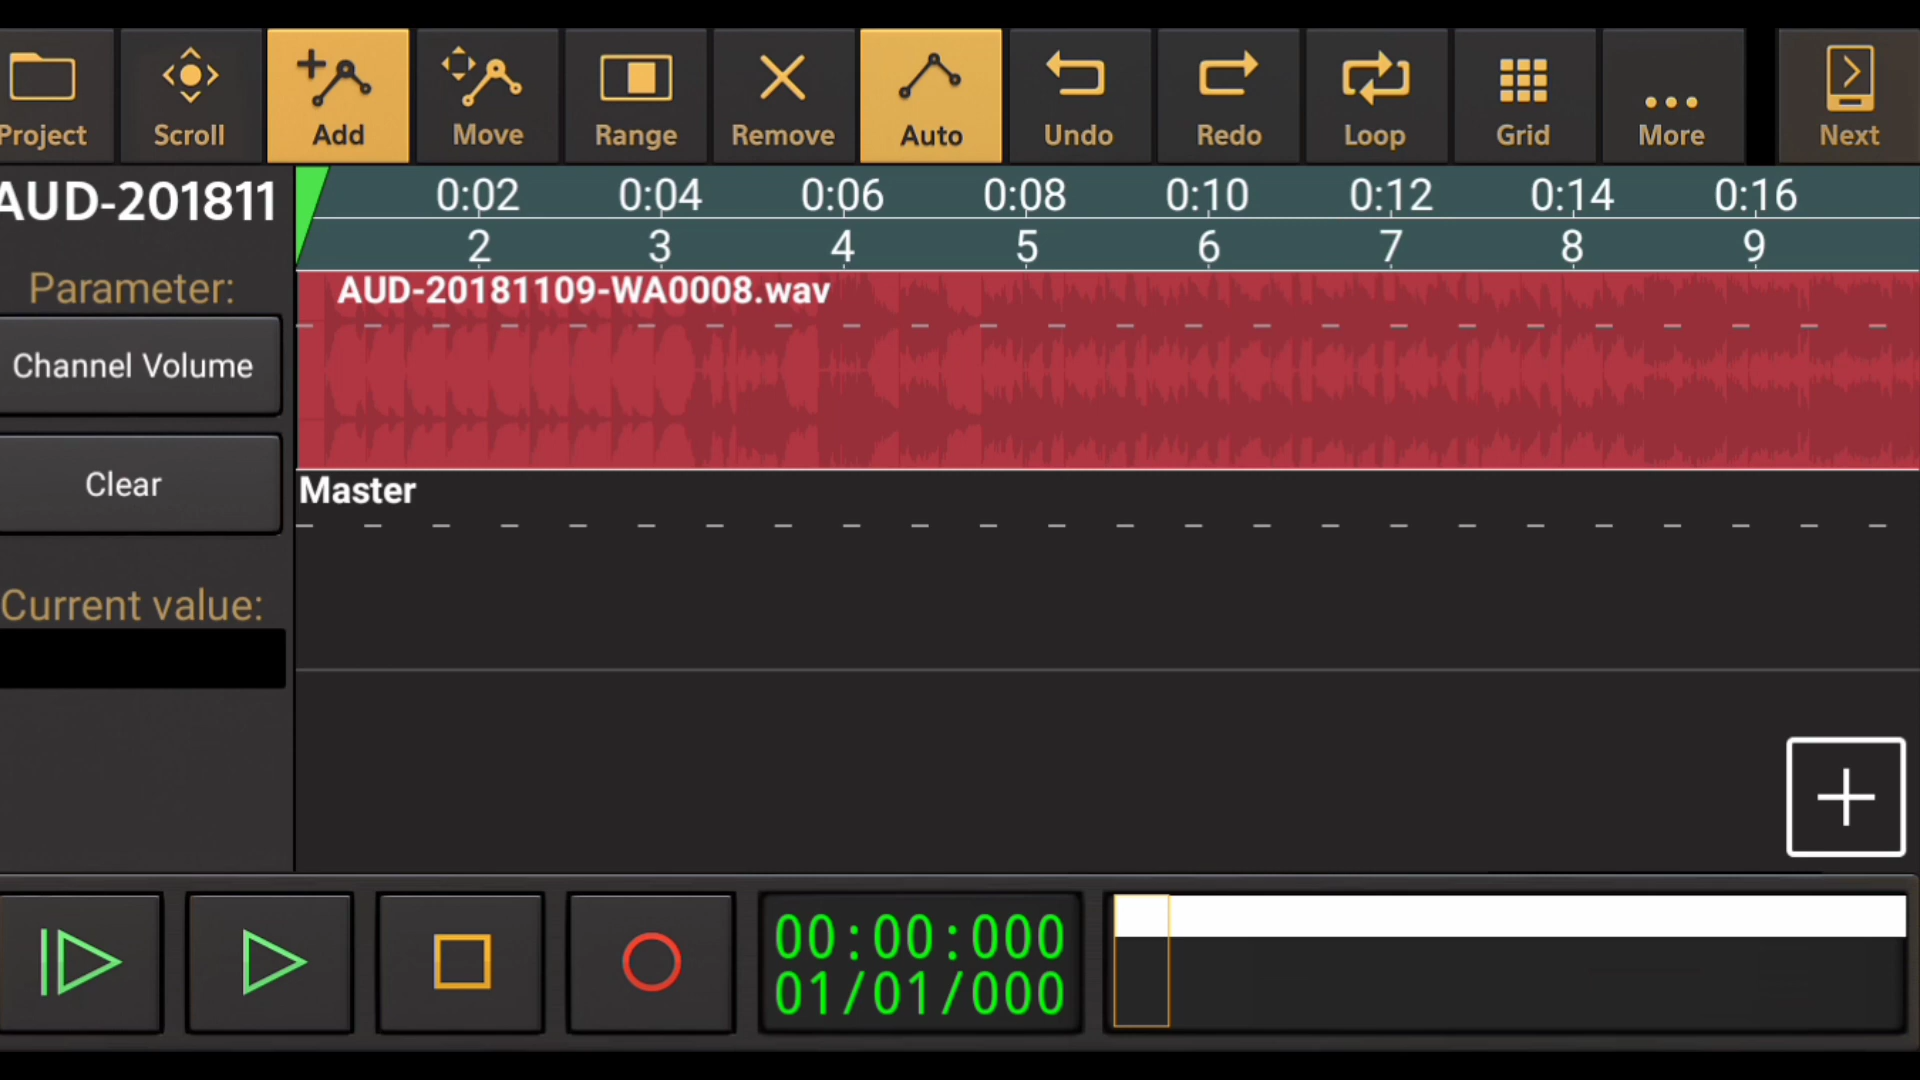 Project Scroll Add Move Range Remove Auto Undo Redo Loop Grid More Next
AUD-201811
0:02 0:04 0:06 0:08 0:10 0:12 0:14 0:16
2 3 4 5 6 7 8 9
Parameter:
AUD-20181109-WA0008.wav
Channel Volume
Clear
Master
Current value:
00:00:000
01/01/000